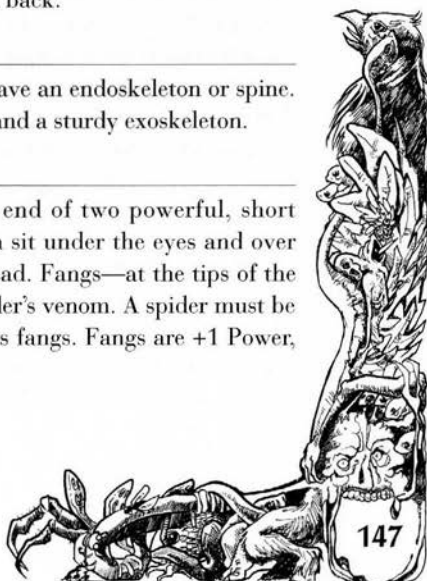 back.
ave an endoskeleton or spine.
and a sturdy exoskeleton.
end of two powerful, short
sit under the eyes and over
ad. Fangs—at the tips of the
ler's venom. A spider must be
s fangs. Fangs are +1 Power,
147